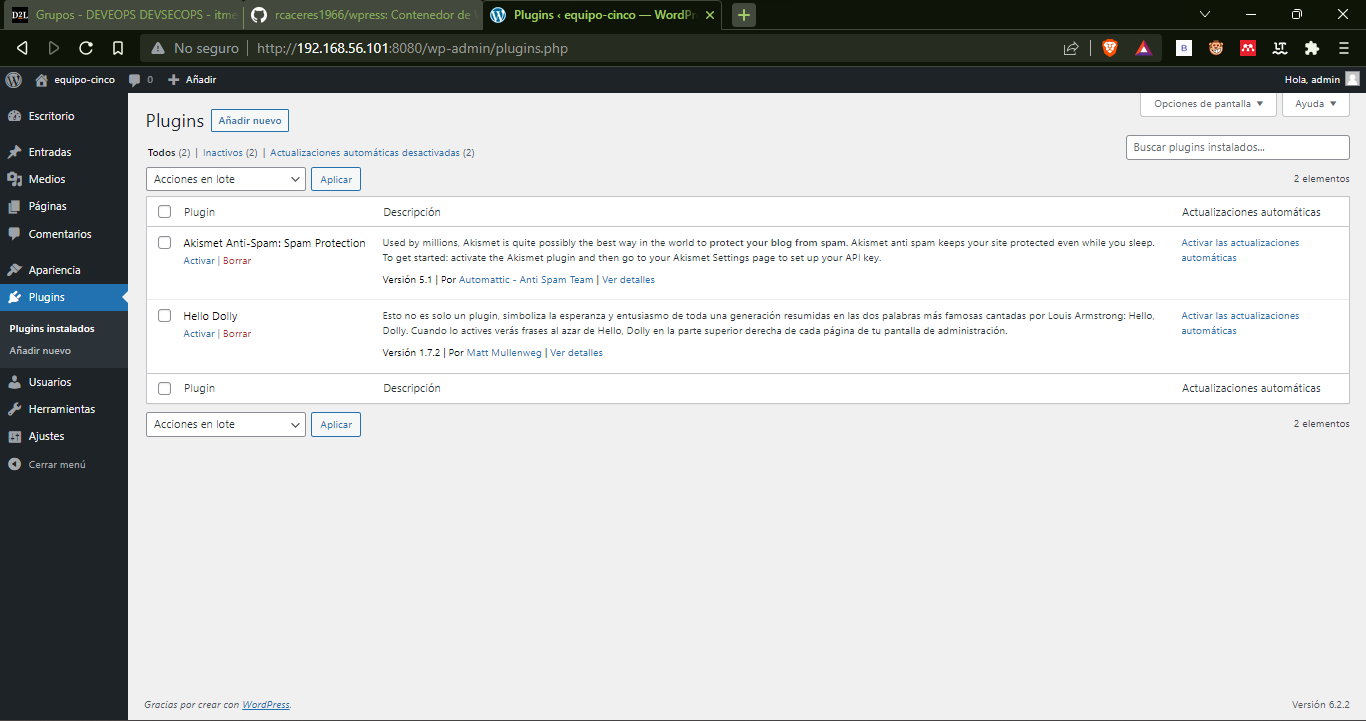 D2L Grupos - DEVEOPS DEVSECOPS - itme
rcaceres1966/wpress: Contenedor de
Plugins ‹ equipo-cinco — WordPr
No seguro http://192.168.56.101:8080/wp-admin/plugins.php
equipo-cinco 0 Añadir
Hola, admin
Escritorio
Entradas
Medios
Páginas
Comentarios
Apariencia
Plugins
Plugins instalados
Añadir nuevo
Usuarios
Herramientas
Ajustes
Cerrar menú
Opciones de pantalla
Ayuda
Plugins Añadir nuevo
Todos (2) | Inactivos (2) | Actualizaciones automáticas desactivadas (2)
Buscar plugins instalados...
Acciones en lote Aplicar
2 elementos
Plugin Descripción Actualizaciones automáticas
Akismet Anti-Spam: Spam Protection
Activar | Borrar
Used by millions, Akismet is quite possibly the best way in the world to protect your blog from spam. Akismet anti spam keeps your site protected even while you sleep.
To get started: activate the Akismet plugin and then go to your Akismet Settings page to set up your API key.
Versión 5.1 | Por Automattic - Anti Spam Team | Ver detalles
Activar las actualizaciones
automáticas
Hello Dolly
Activar | Borrar
Esto no es solo un plugin, simboliza la esperanza y entusiasmo de toda una generación resumidas en las dos palabras más famosas cantadas por Louis Armstrong: Hello,
Dolly. Cuando lo actives verás frases al azar de Hello, Dolly en la parte superior derecha de cada página de tu pantalla de administración.
Versión 1.7.2 | Por Matt Mullenweg | Ver detalles
Activar las actualizaciones
automáticas
Plugin Descripción Actualizaciones automáticas
Acciones en lote Aplicar
2 elementos
Gracias por crear con WordPress.
Versión 6.2.2